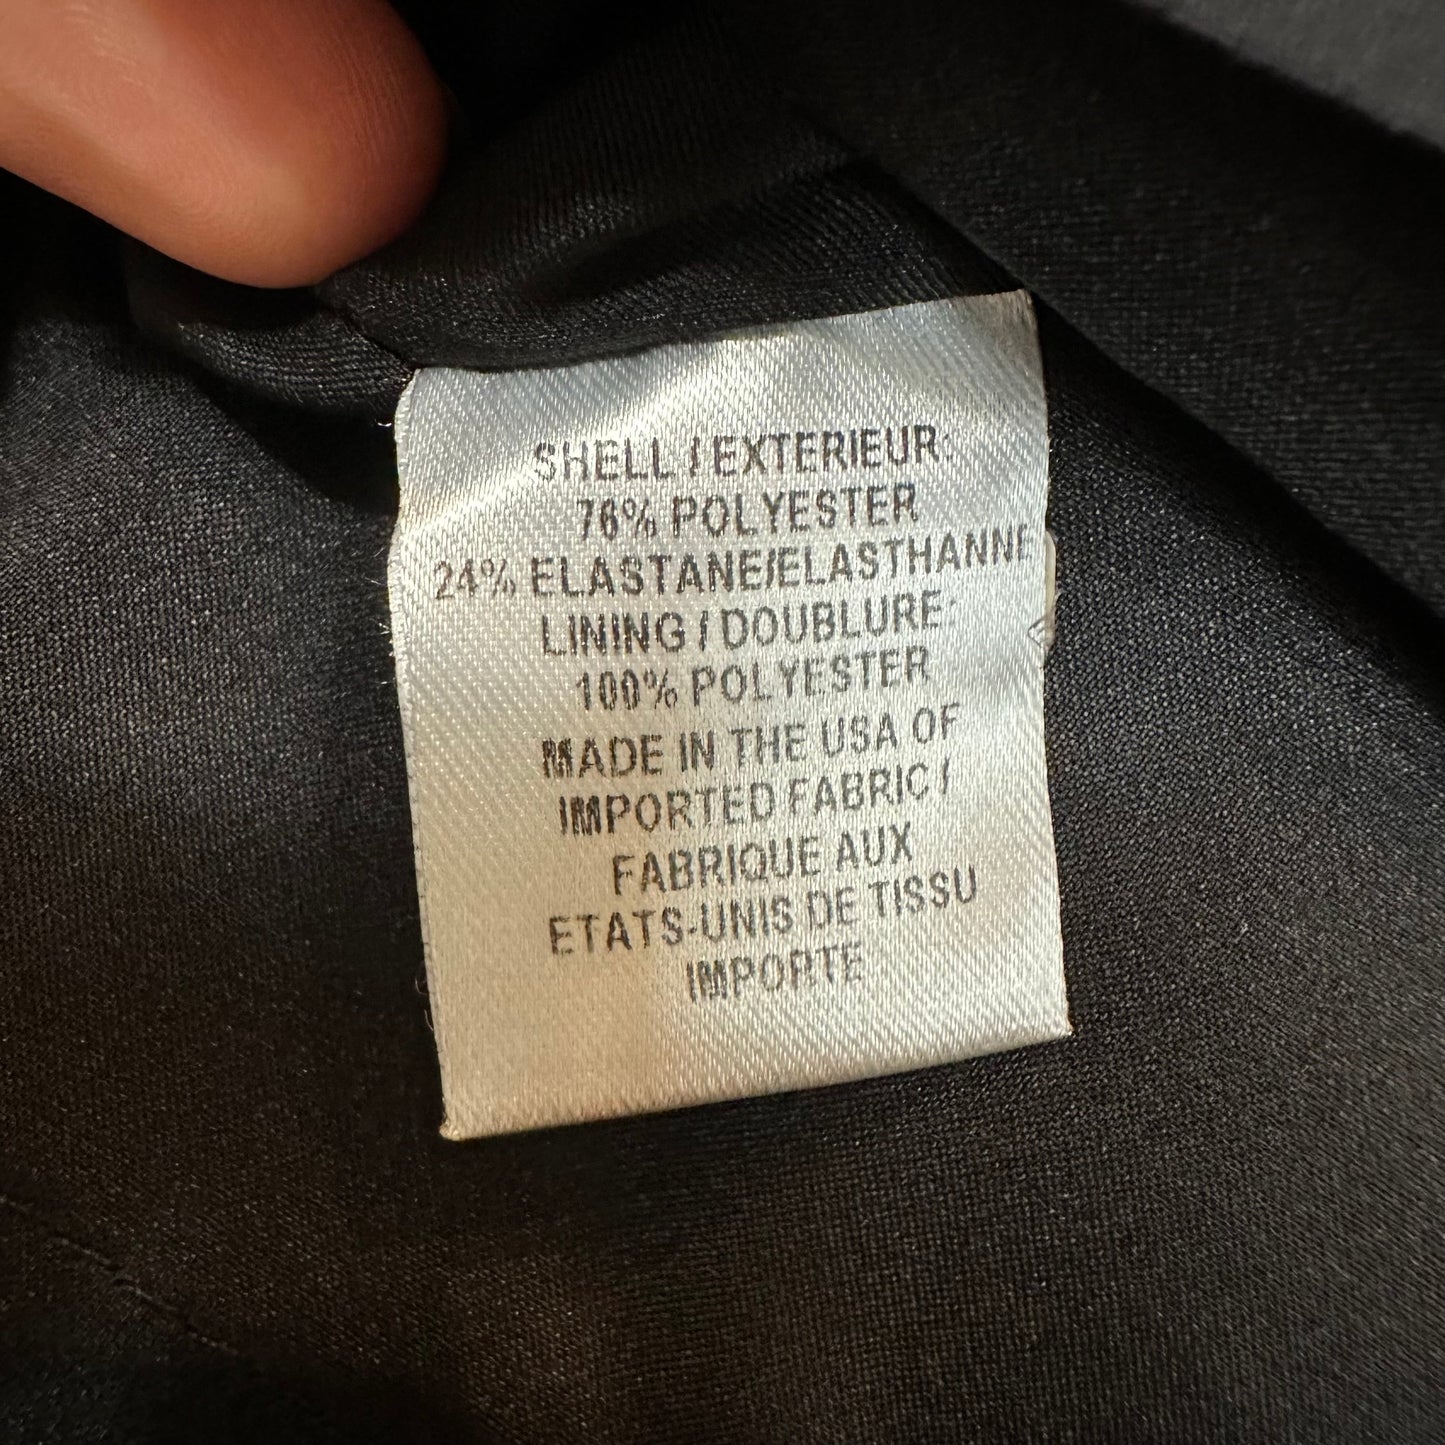 SHELL / EXTERIEUR:
76% POLYESTER
24% ELASTANE/ELASTHANNE
LINING / DOUBLURE:
100% POLYESTER
MADE IN THE USA OF
IMPORTED FABRIC /
FABRIQUE AUX
ETATS-UNIS DE TISSU
IMPORTE